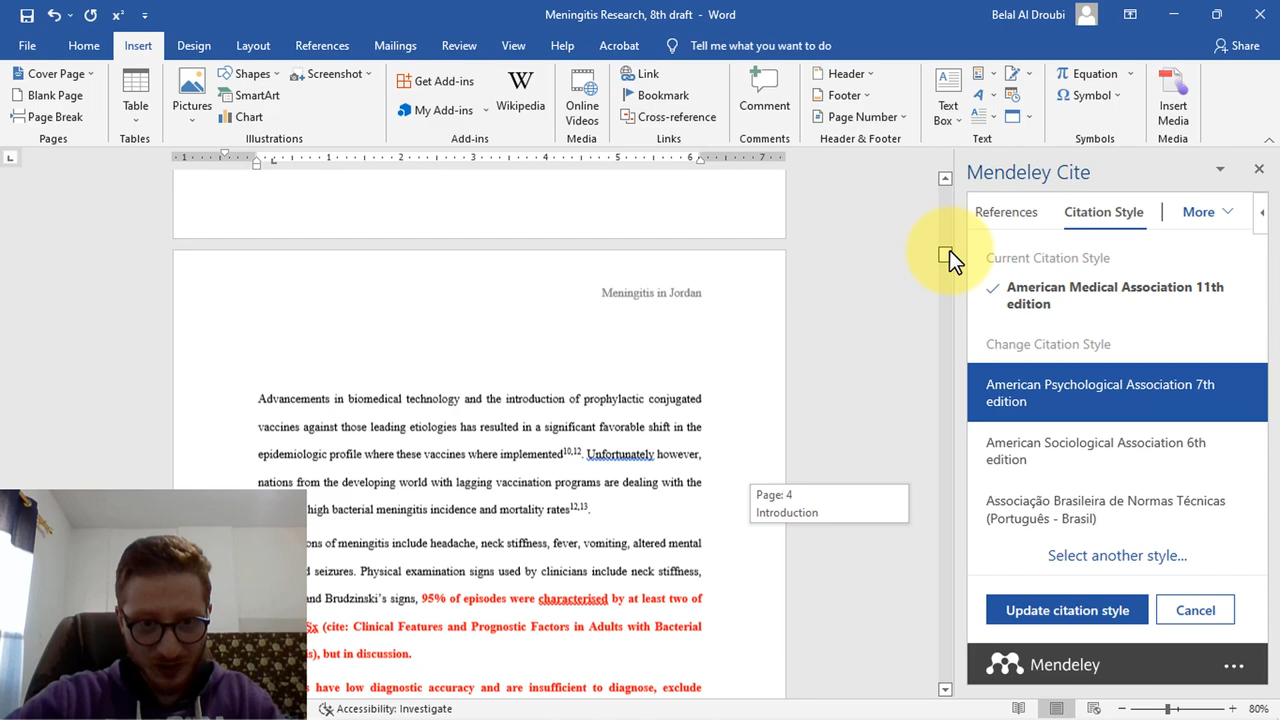 Meningitis Research, 8th draft - Word
Belal Al Droubi
File Home Insert Design Layout References Mailings Review View Help Acrobat Tell me what you want to do Share
Cover Page
Blank Page
Page Break
Pages
Table
Tables
Pictures
Shapes
SmartArt
Chart
Screenshot
Illustrations
Get Add-ins
My Add-ins
Wikipedia
Add-ins
Online Videos
Media
Link
Bookmark
Cross-reference
Links
Comment
Comments
Header
Footer
Page Number
Header & Footer
Text Box
Text
Equation
Symbol
Symbols
Insert Media
Media
1 1 2 3 4 5 6 7
Meningitis in Jordan
Advancements in biomedical technology and the introduction of prophylactic conjugated
vaccines against those leading etiologies has resulted in a significant favorable shift in the
epidemiologic profile where these vaccines where implemented10,12. Unfortunately however,
nations from the developing world with lagging vaccination programs are dealing with the
high bacterial meningitis incidence and mortality rates12,13.
ons of meningitis include headache, neck stiffness, fever, vomiting, altered mental
seizures. Physical examination signs used by clinicians include neck stiffness,
and Brudzinski's signs, 95% of episodes were characterised by at least two of
Sx (cite: Clinical Features and Prognostic Factors in Adults with Bacterial
s), but in discussion.
have low diagnostic accuracy and are insufficient to diagnose, exclude
Page: 4
Introduction
Mendeley Cite
References Citation Style More
Current Citation Style
American Medical Association 11th
edition
Change Citation Style
American Psychological Association 7th
edition
American Sociological Association 6th
edition
Associação Brasileira de Normas Técnicas
(Português - Brasil)
Select another style...
Update citation style Cancel
Mendeley
Accessibility: Investigate
80%